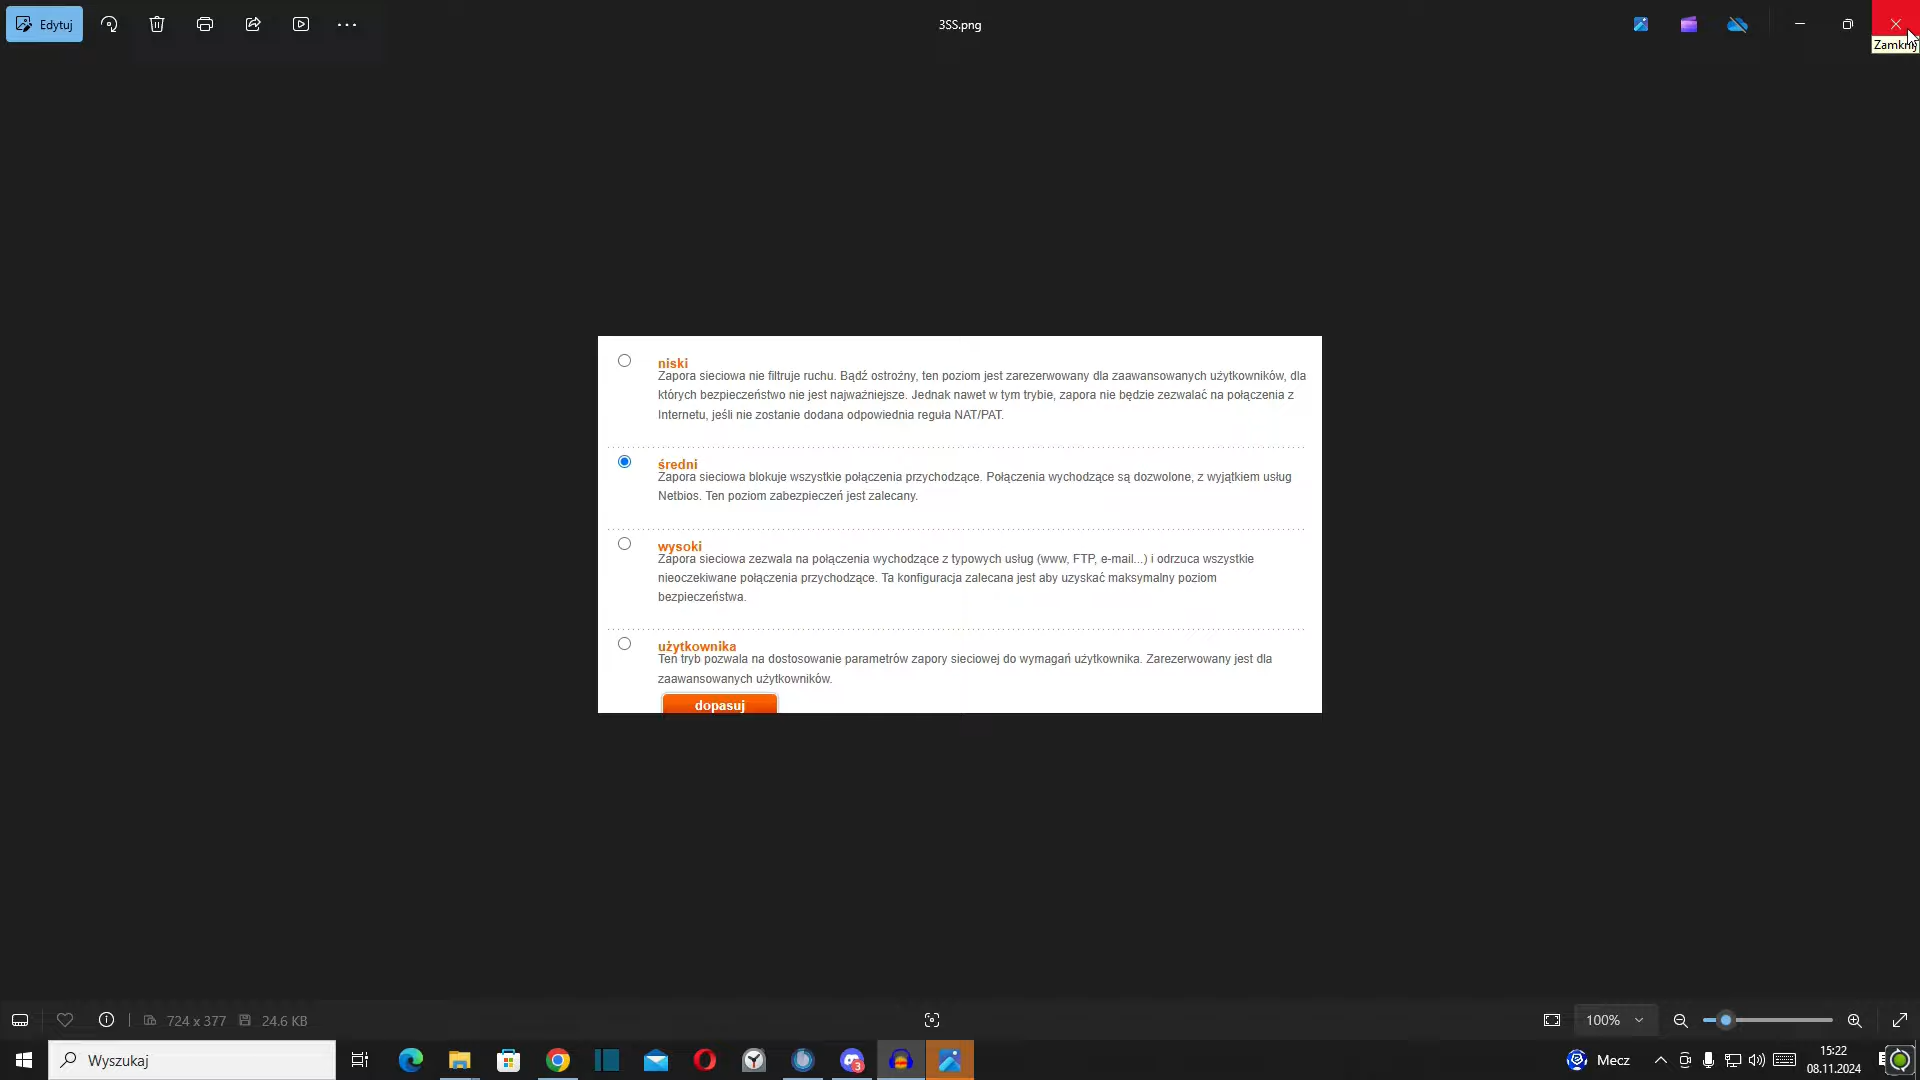 Edytuj
3SS.png
Zamknij
niski
Zapora sieciowa nie filtruje ruchu. Bądź ostrożny, ten poziom jest zarezerwowany dla zaawansowanych użytkowników, dla
których bezpieczeństwo nie jest najważniejsze. Jednak nawet w tym trybie, zapora nie będzie zezwalać na połączenia z
Internetu, jeśli nie zostanie dodana odpowiednia reguła NAT/PAT.
średni
Zapora sieciowa blokuje wszystkie połączenia przychodzące. Połączenia wychodzące są dozwolone, z wyjątkiem usług
Netbios. Ten poziom zabezpieczeń jest zalecany.
wysoki
Zapora sieciowa zezwala na połączenia wychodzące z typowych usług (www, FTP, e-mail...) i odrzuca wszystkie
nieoczekiwane połączenia przychodzące. Ta konfiguracja zalecana jest aby uzyskać maksymalny poziom
bezpieczeństwa.
użytkownika
Ten tryb pozwala na dostosowanie parametrów zapory sieciowej do wymagań użytkownika. Zarezerwowany jest dla
zaawansowanych użytkowników.
dopasuj
724 x 377 24.6 KB
100%
Wyszukaj
3
Mecz
15:22
08.11.2024